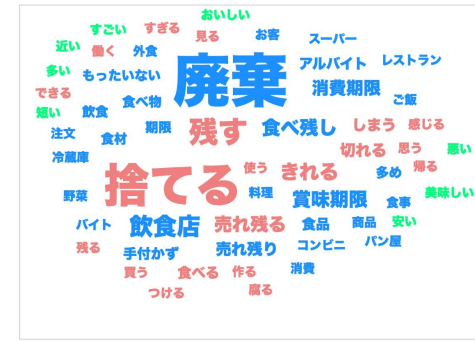 おいしい
すごい すぎる 見る お客 スーパー
近い 働く 外食 アルバイト レストラン
多い もったいない 廃棄 消費期限
できる 食べ物 ご飯
短い 飲食 期限 残す 食べ残し しまう 感じる
注文 食材 切れる 思う 悪い
冷蔵庫 使う きれる 多め 帰る
野菜 捨てる 料理 賞味期限 食事 美味しい
バイト 飲食店 売れ残る 食品 商品 安い
残る 手付かず 売れ残り コンビニ パン屋
買う 食べる 作る 消費
つける 腐る